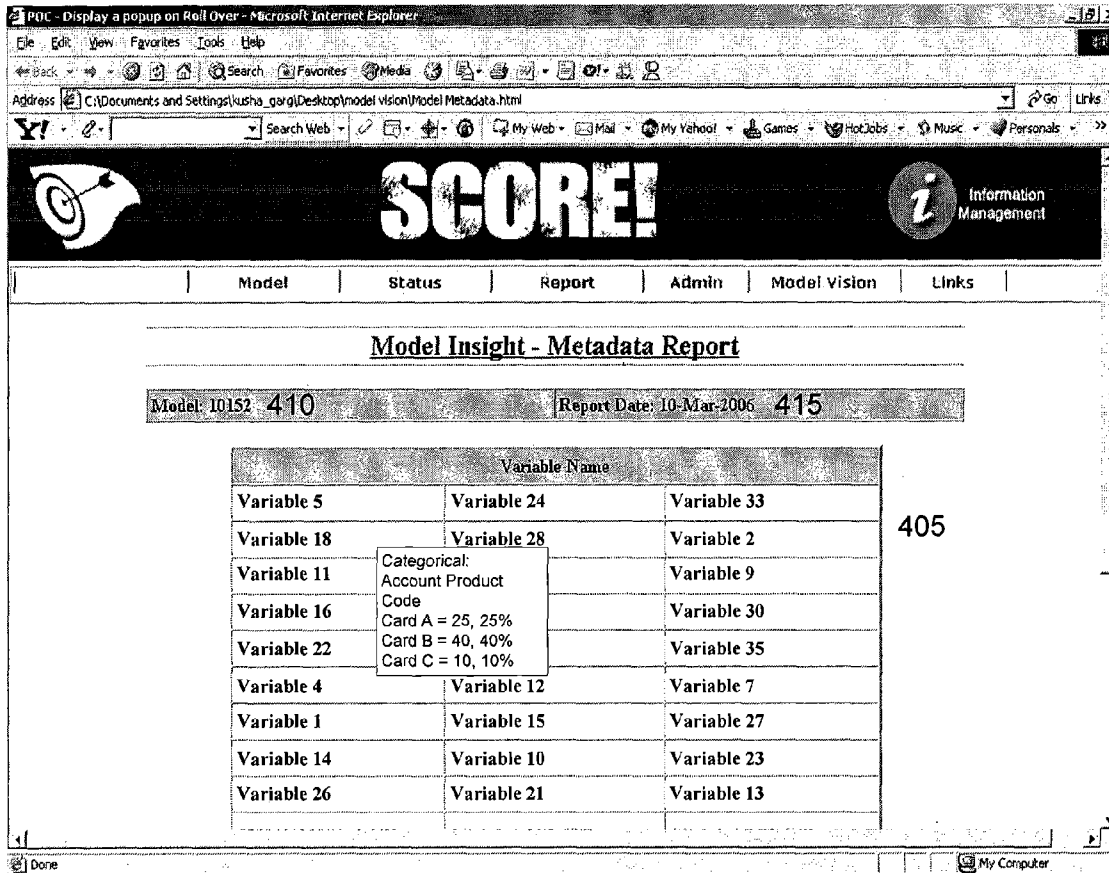 POC - Display a popup on Roll Over - Microsoft Internet Explorer
File Edit View Favorites Tools Help
Back Search Favorites Media
Address C:\Documents and Settings\kusha_garg\Desktop\model vision\Model Metadata.html Go Links
Y! Search Web My Web Mail My Yahoo! Games HotJobs Music Personals >>
SCORE!
i Information
Management
Model Status Report Admin Model Vision Links
Model Insight - Metadata Report
Model: 10152 410 Report Date: 10-Mar-2006 415
Variable Name
Variable 5 Variable 24 Variable 33
405
Variable 18 Variable 28 Variable 2
Categorical:
Account Product
Code
Card A = 25, 25%
Card B = 40, 40%
Card C = 10, 10%
Variable 11 Variable 9
Variable 16 Variable 30
Variable 22 Variable 35
Variable 4 Variable 12 Variable 7
Variable 1 Variable 15 Variable 27
Variable 14 Variable 10 Variable 23
Variable 26 Variable 21 Variable 13
Done My Computer